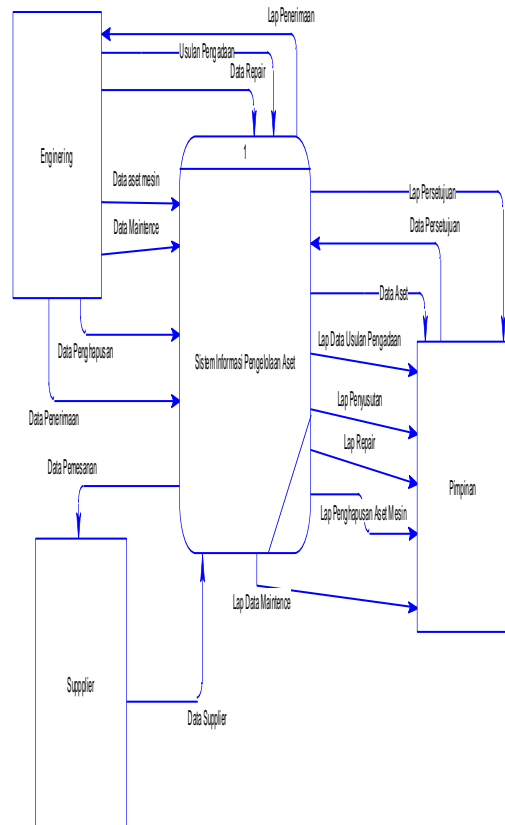 Lap Penerimaan
Usulan Pengadaan
Data Repair
Enginering
1
Data aset mesin
Lap Persetujuan
Data Maintence
Data Persetujuan
Data Aset
Lap Data Usulan Pengadaan
Data Penghapusan
Sistem Informasi Pengelolaan Aset
Lap Penyusutan
Data Penerimaan
Lap Repair
Data Pemesanan
Pimpinan
Lap Penghapusan Aset Mesin
Lap Data Maintence
Suppplier
Data Supplier